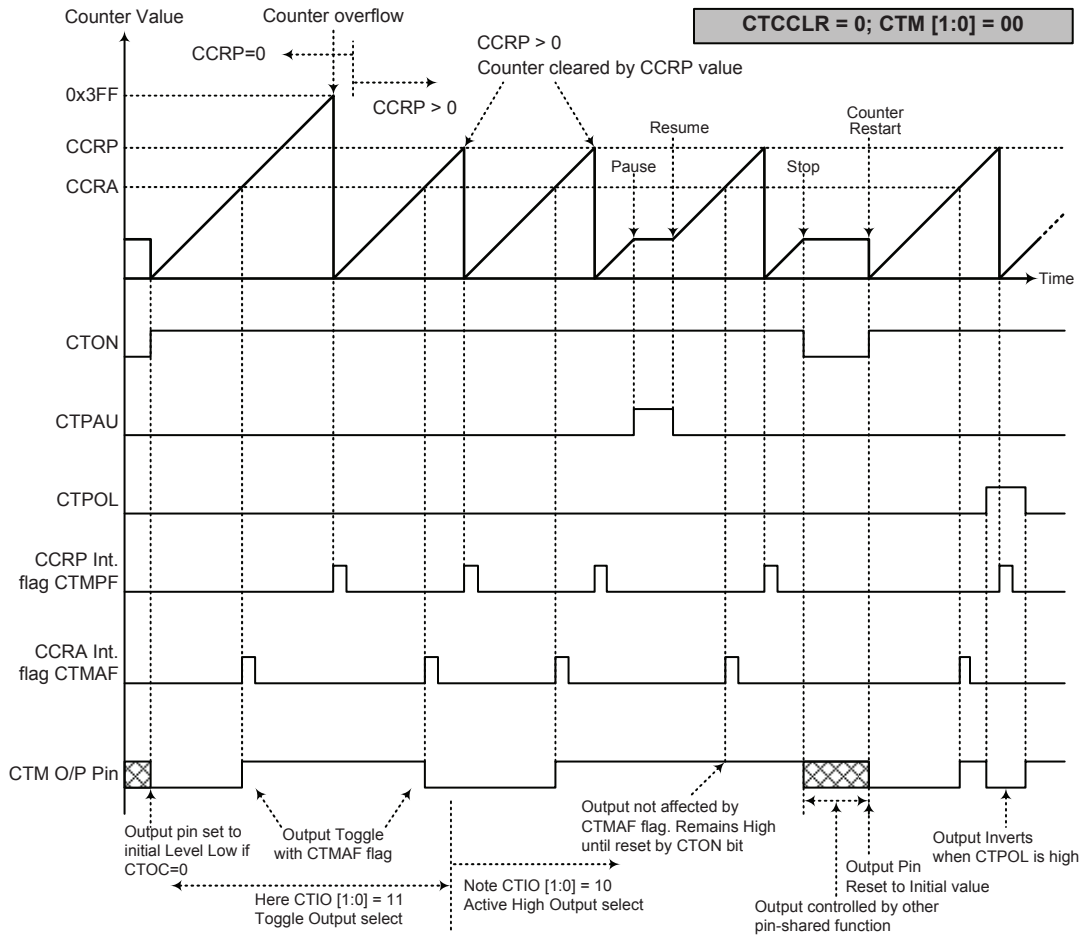 Counter Value
Counter overflow
CTCCLR = 0; CTM [1:0] = 00
CCRP=0
CCRP > 0
CCRP > 0
Counter cleared by CCRP value
0x3FF
CCRP
CCRA
Pause
Resume
Stop
Counter
Restart
Time
CTON
CTPAU
CTPOL
CCRP Int.
flag CTMPF
CCRA Int.
flag CTMAF
CTM O/P Pin
Output pin set to
initial Level Low if
CTOC=0
Output Toggle
with CTMAF flag
Output not affected by
CTMAF flag. Remains High
until reset by CTON bit
Output Inverts
when CTPOL is high
Output Pin
Reset to Initial value
Here CTIO [1:0] = 11
Toggle Output select
Note CTIO [1:0] = 10
Active High Output select
Output controlled by other
pin-shared function